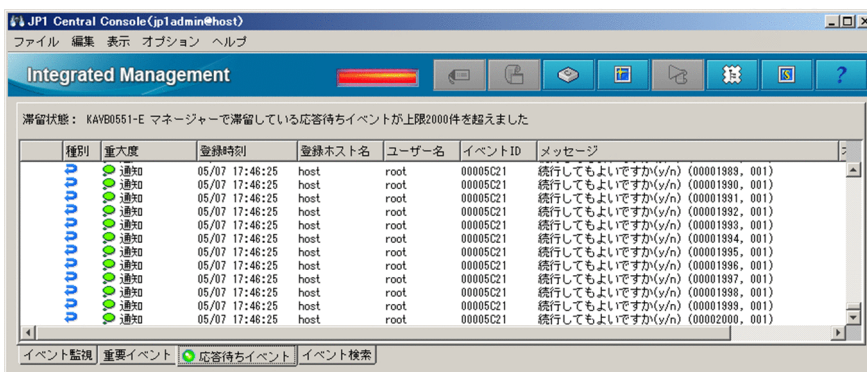 JP1 Central Console(jp1admin@host)
ファイル 編集 表示 オプション ヘルプ
Integrated Management
滞留状態： KAVB0551-E マネージャーで滞留している応答待ちイベントが上限2000件を超えました
種別 重大度 登録時刻 登録ホスト名 ユーザー名 イベントID メッセージ
通知 05/07 17:46:25 host root 00005C21 続行してもよいですか(y/n) (00001989, 001)
通知 05/07 17:46:25 host root 00005C21 続行してもよいですか(y/n) (00001990, 001)
通知 05/07 17:46:25 host root 00005C21 続行してもよいですか(y/n) (00001991, 001)
通知 05/07 17:46:25 host root 00005C21 続行してもよいですか(y/n) (00001992, 001)
通知 05/07 17:46:25 host root 00005C21 続行してもよいですか(y/n) (00001993, 001)
通知 05/07 17:46:25 host root 00005C21 続行してもよいですか(y/n) (00001994, 001)
通知 05/07 17:46:25 host root 00005C21 続行してもよいですか(y/n) (00001995, 001)
通知 05/07 17:46:25 host root 00005C21 続行してもよいですか(y/n) (00001996, 001)
通知 05/07 17:46:25 host root 00005C21 続行してもよいですか(y/n) (00001997, 001)
通知 05/07 17:46:25 host root 00005C21 続行してもよいですか(y/n) (00001998, 001)
通知 05/07 17:46:25 host root 00005C21 続行してもよいですか(y/n) (00001999, 001)
通知 05/07 17:46:25 host root 00005C21 続行してもよいですか(y/n) (00002000, 001)
イベント監視 重要イベント 応答待ちイベント イベント検索